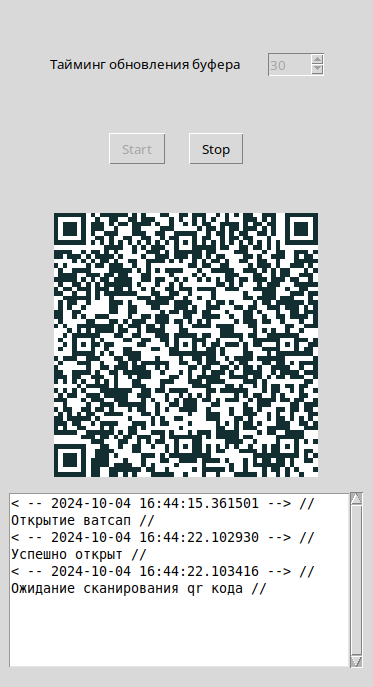 Тайминг обновления буфера 30
Start Stop
< -- 2024-10-04 16:44:15.361501 --> //
Открытие ватсап //
< -- 2024-10-04 16:44:22.102930 --> //
Успешно открыт //
< -- 2024-10-04 16:44:22.103416 --> //
Ожидание сканирования qr кода //